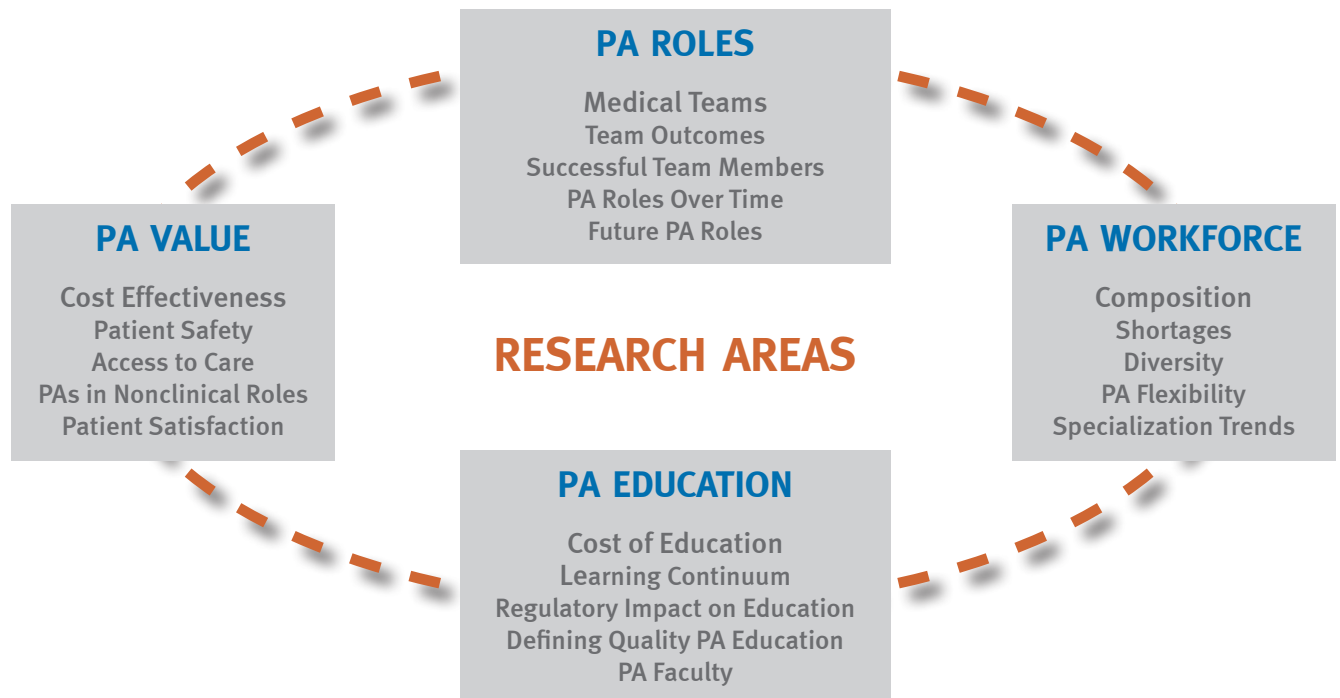 PA ROLES
Medical Teams
Team Outcomes
Successful Team Members
PA Roles Over Time
Future PA Roles
PA VALUE
Cost Effectiveness
Patient Safety
Access to Care
PAs in Nonclinical Roles
Patient Satisfaction
RESEARCH AREAS
PA WORKFORCE
Composition
Shortages
Diversity
PA Flexibility
Specialization Trends
PA EDUCATION
Cost of Education
Learning Continuum
Regulatory Impact on Education
Defining Quality PA Education
PA Faculty